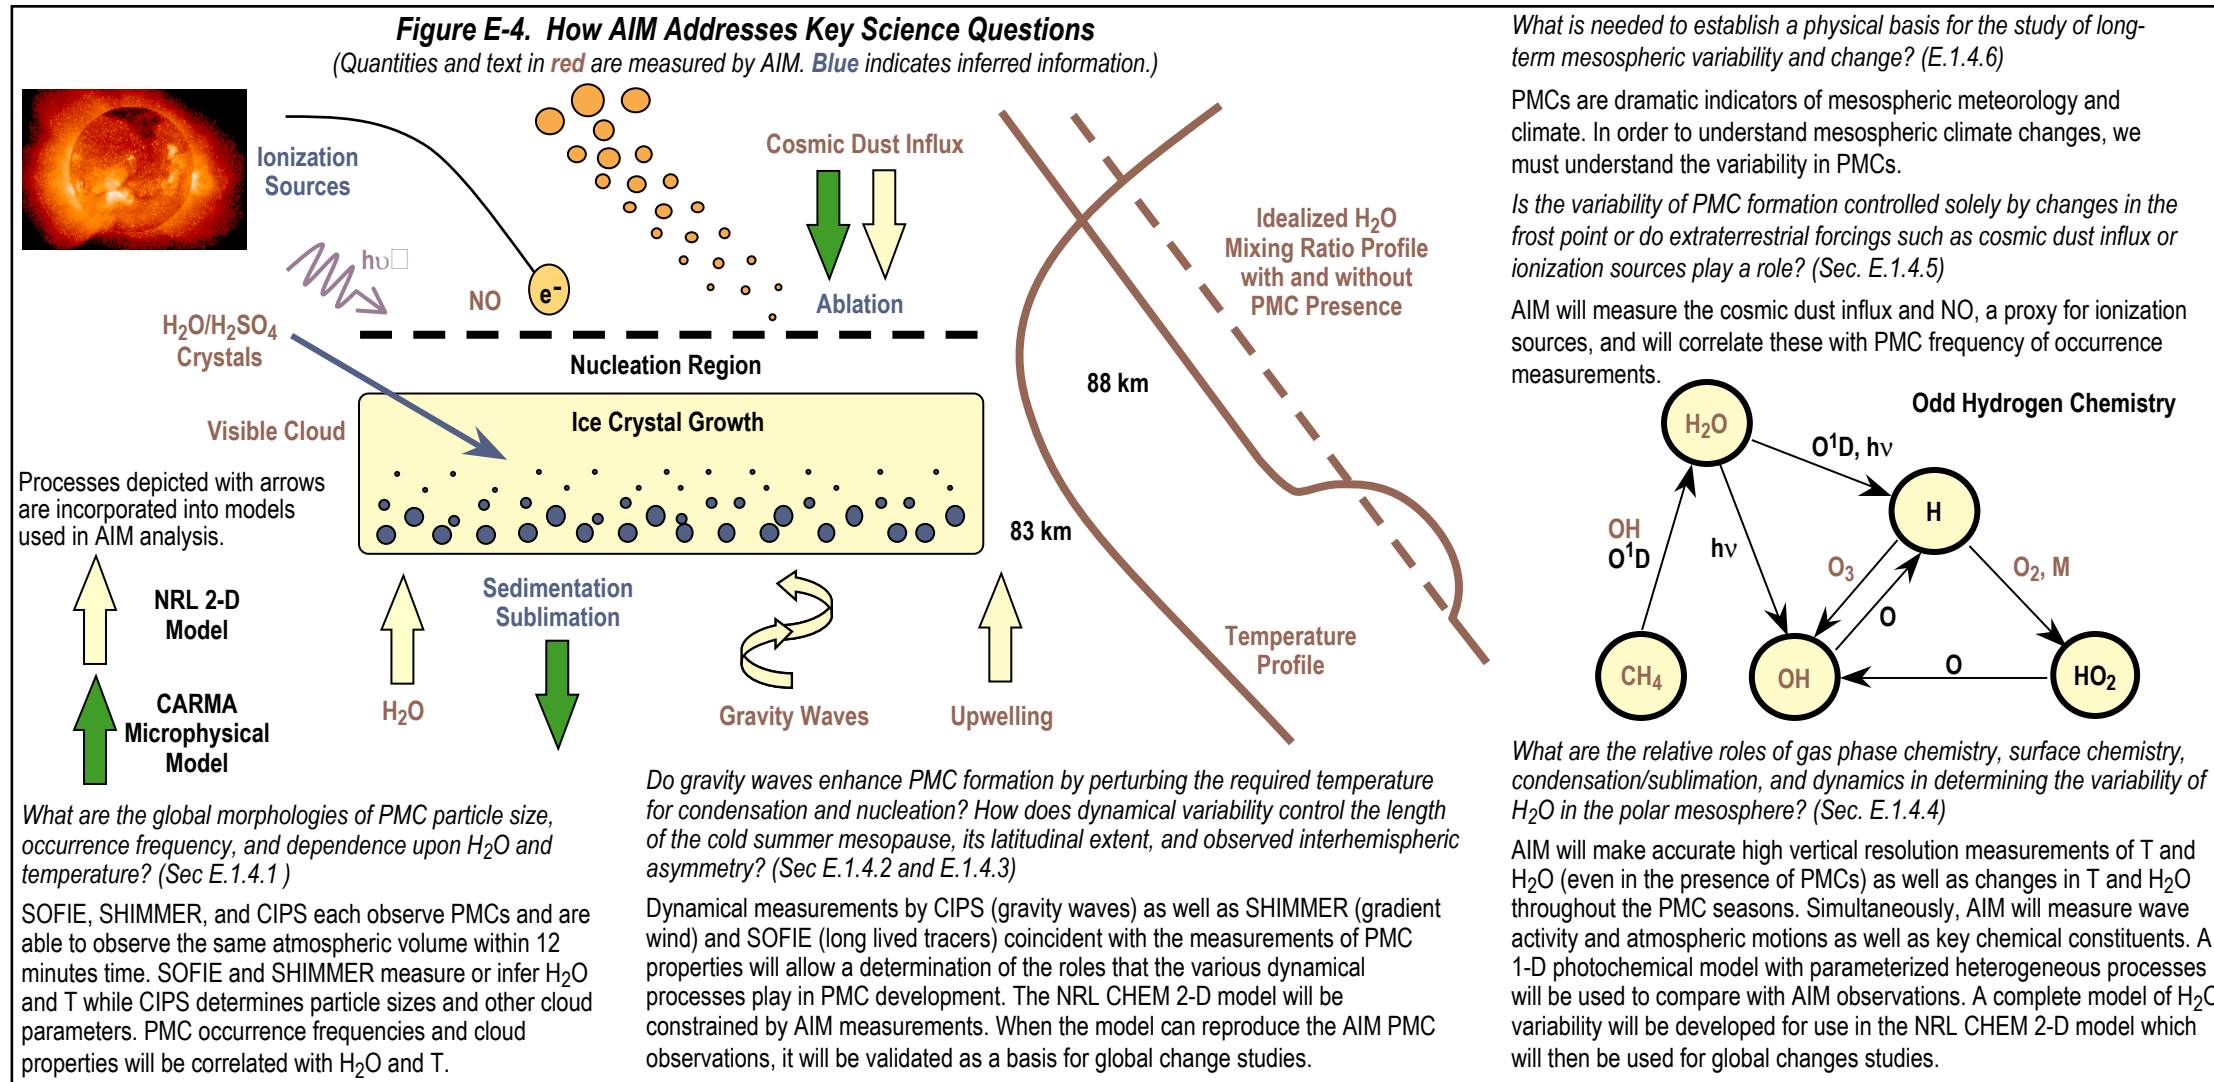 Figure E-4. How AIM Addresses Key Science Questions
(Quantities and text in red are measured by AIM. Blue indicates inferred information.)
Ionization
Sources
hυ
NO
e-
Cosmic Dust Influx
Ablation
H2O/H2SO4
Crystals
Nucleation Region
Visible Cloud
Ice Crystal Growth
Processes depicted with arrows
are incorporated into models
used in AIM analysis.
NRL 2-D
Model
CARMA
Microphysical
Model
H2O
Sedimentation
Sublimation
Gravity Waves
Upwelling
Idealized H2O
Mixing Ratio Profile
with and without
PMC Presence
88 km
83 km
Temperature
Profile
What are the global morphologies of PMC particle size,
occurrence frequency, and dependence upon H2O and
temperature? (Sec E.1.4.1 )
SOFIE, SHIMMER, and CIPS each observe PMCs and are
able to observe the same atmospheric volume within 12
minutes time. SOFIE and SHIMMER measure or infer H2O
and T while CIPS determines particle sizes and other cloud
parameters. PMC occurrence frequencies and cloud
properties will be correlated with H2O and T.
Do gravity waves enhance PMC formation by perturbing the required temperature
for condensation and nucleation? How does dynamical variability control the length
of the cold summer mesopause, its latitudinal extent, and observed interhemispheric
asymmetry? (Sec E.1.4.2 and E.1.4.3)
Dynamical measurements by CIPS (gravity waves) as well as SHIMMER (gradient
wind) and SOFIE (long lived tracers) coincident with the measurements of PMC
properties will allow a determination of the roles that the various dynamical
processes play in PMC development. The NRL CHEM 2-D model will be
constrained by AIM measurements. When the model can reproduce the AIM PMC
observations, it will be validated as a basis for global change studies.
What is needed to establish a physical basis for the study of long-
term mesospheric variability and change? (E.1.4.6)
PMCs are dramatic indicators of mesospheric meteorology and
climate. In order to understand mesospheric climate changes, we
must understand the variability in PMCs.
Is the variability of PMC formation controlled solely by changes in the
frost point or do extraterrestrial forcings such as cosmic dust influx or
ionization sources play a role? (Sec. E.1.4.5)
AIM will measure the cosmic dust influx and NO, a proxy for ionization
sources, and will correlate these with PMC frequency of occurrence
measurements.
Odd Hydrogen Chemistry
H2O
O1D, hν
H
OH
O1D
hν
O3
O
O2, M
CH4
OH
O
HO2
What are the relative roles of gas phase chemistry, surface chemistry,
condensation/sublimation, and dynamics in determining the variability of
H2O in the polar mesosphere? (Sec. E.1.4.4)
AIM will make accurate high vertical resolution measurements of T and
H2O (even in the presence of PMCs) as well as changes in T and H2O
throughout the PMC seasons. Simultaneously, AIM will measure wave
activity and atmospheric motions as well as key chemical constituents. A
1-D photochemical model with parameterized heterogeneous processes
will be used to compare with AIM observations. A complete model of H2O
variability will be developed for use in the NRL CHEM 2-D model which
will then be used for global changes studies.